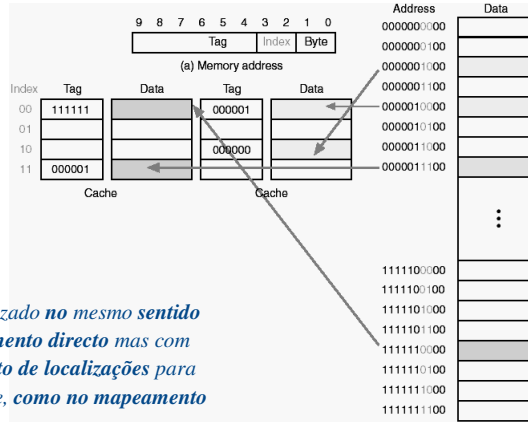 9 8 7 6 5 4 3 2 1 0
Tag Index Byte
(a) Memory address
Index Tag Data Tag Data
00 111111 000001
01
10 000000
11 000001
Cache Cache
Address Data
0000000000
0000000100
0000001000
0000001100
0000010000
0000010100
0000011000
0000011100
1111100000
1111100100
1111101000
1111101100
1111110000
1111110100
1111111000
1111111100
zado no mesmo sentido
mento directo mas com
to de localizações para
e, como no mapeamento